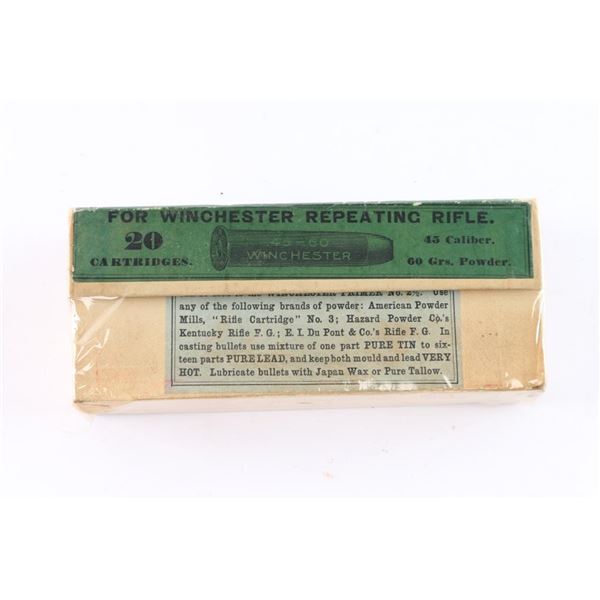 FOR WINCHESTER REPEATING RIFLE.
20
CARTRIDGES.
45-60
WINCHESTER
45 Caliber.
60 Grs. Powder.
is the WINCHESTER PRIMER No. 2½. Use
any of the following brands of powder: American Powder
Mills, "Rifle Cartridge" No. 3; Hazard Powder Co.'s
Kentucky Rifle F. G.; E. I. Du Pont & Co.'s Rifle F. G. In
casting bullets use mixture of one part PURE TIN to six-
teen parts PURE LEAD, and keep both mould and lead VERY
HOT. Lubricate bullets with Japan Wax or Pure Tallow.